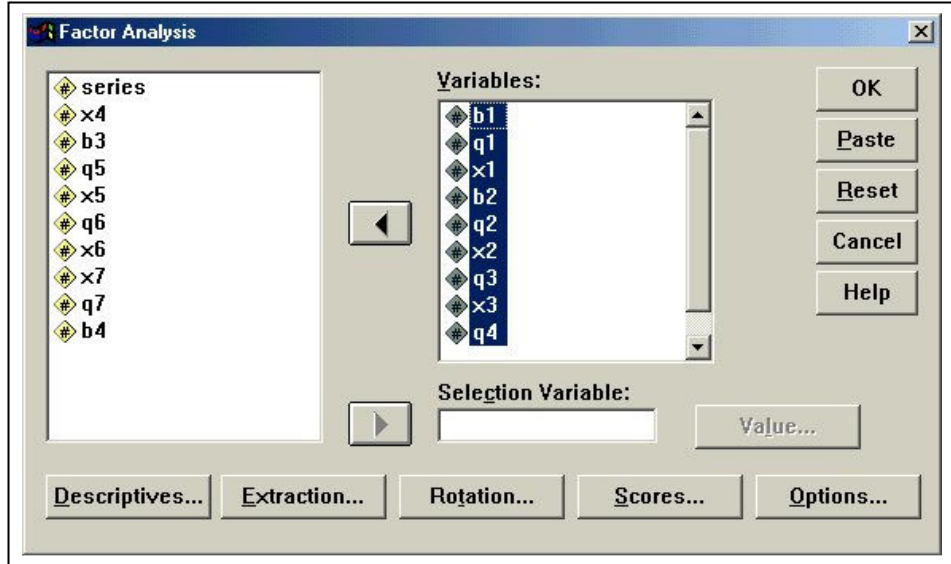 Factor Analysis
series
x4
b3
q5
x5
q6
x6
x7
q7
b4
Variables:
b1
q1
x1
b2
q2
x2
q3
x3
q4
Selection Variable:
Value...
OK
Paste
Reset
Cancel
Help
Descriptives...
Extraction...
Rotation...
Scores...
Options...